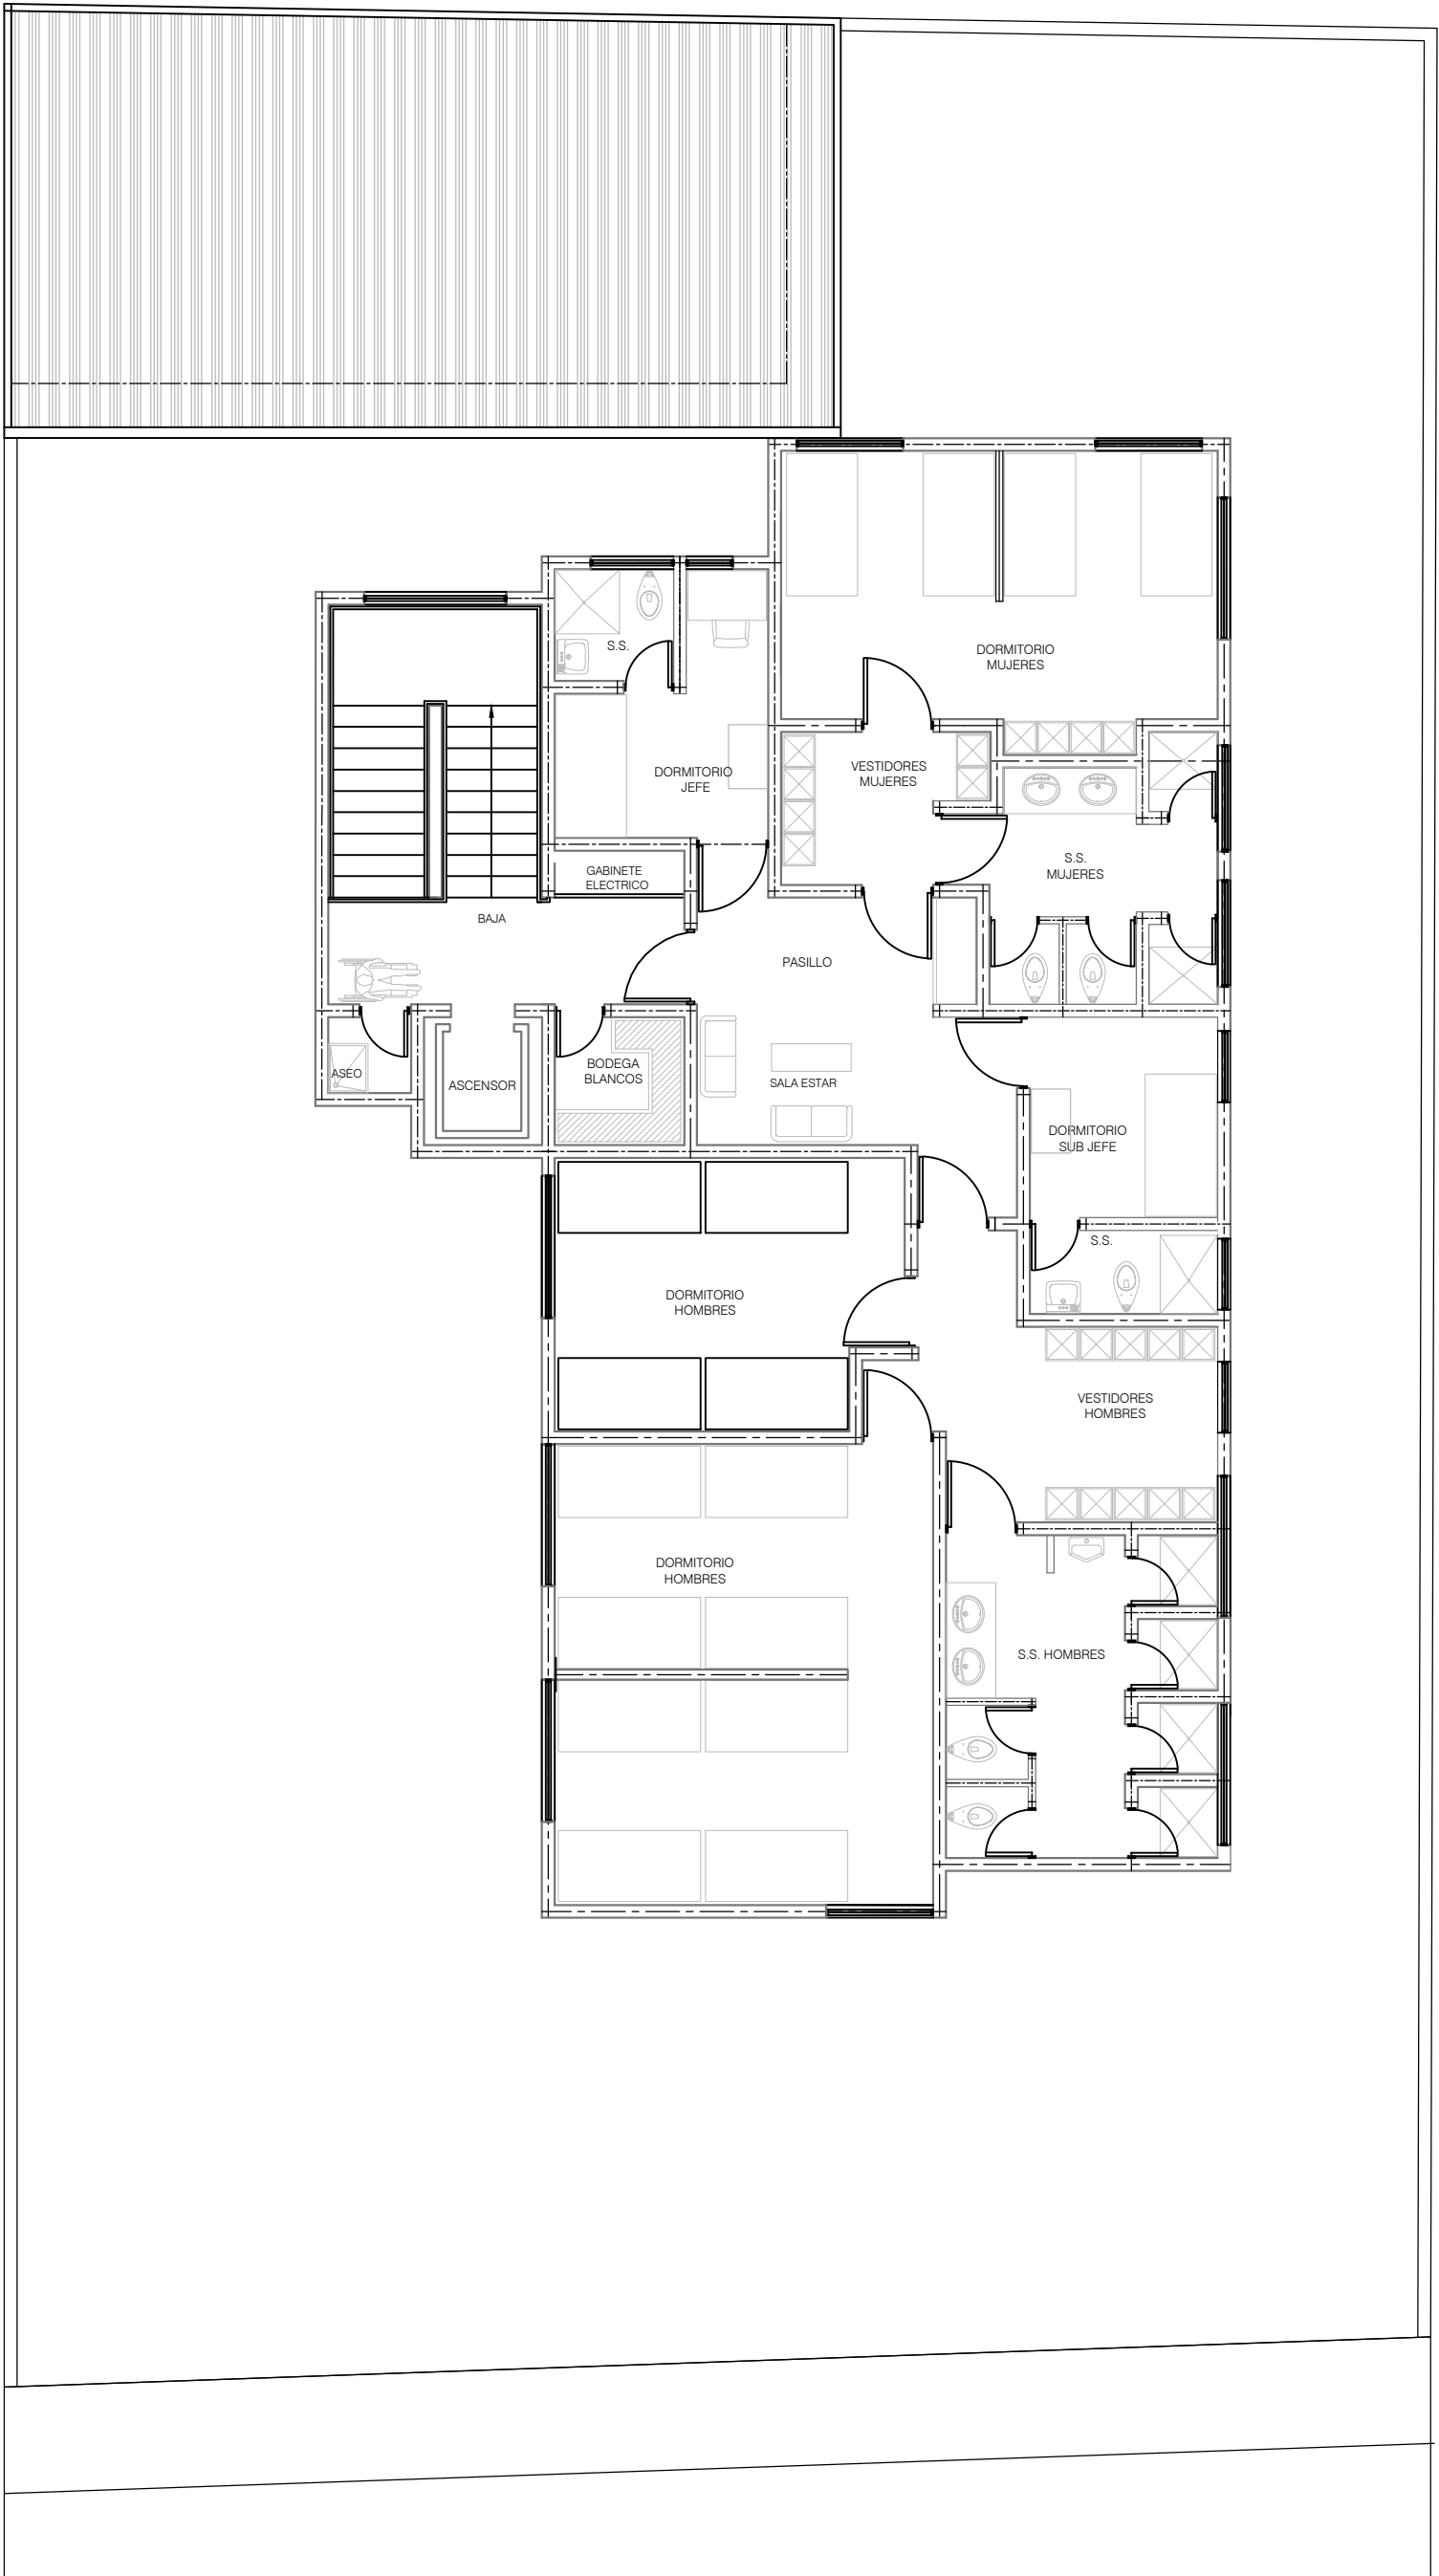 S.S.
DORMITORIO
MUJERES
DORMITORIO
JEFE
VESTIDORES
MUJERES
S.S.
MUJERES
GABINETE
ELECTRICO
BAJA
PASILLO
ASEO
ASCENSOR
BODEGA
BLANCOS
SALA ESTAR
DORMITORIO
SUB JEFE
S.S.
DORMITORIO
HOMBRES
VESTIDORES
HOMBRES
DORMITORIO
HOMBRES
S.S. HOMBRES